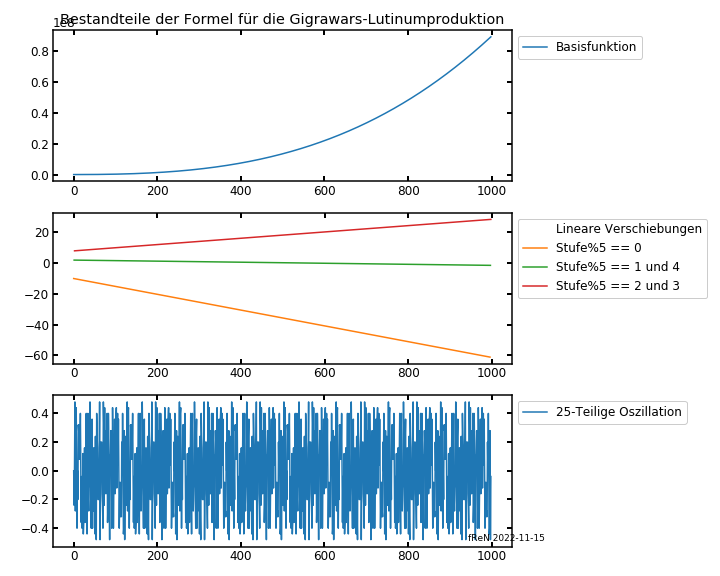 Bestandteile der Formel für die Gigrawars-Lutinumproduktion
1e8
0.8
0.6
0.4
0.2
0.0
0 200 400 600 800 1000
Basisfunktion
20
0
−20
−40
−60
0 200 400 600 800 1000
Lineare Verschiebungen
Stufe%5 == 0
Stufe%5 == 1 und 4
Stufe%5 == 2 und 3
0.4
0.2
0.0
−0.2
−0.4
0 200 400 600 800 1000
25-Teilige Oszillation
fReN 2022-11-15